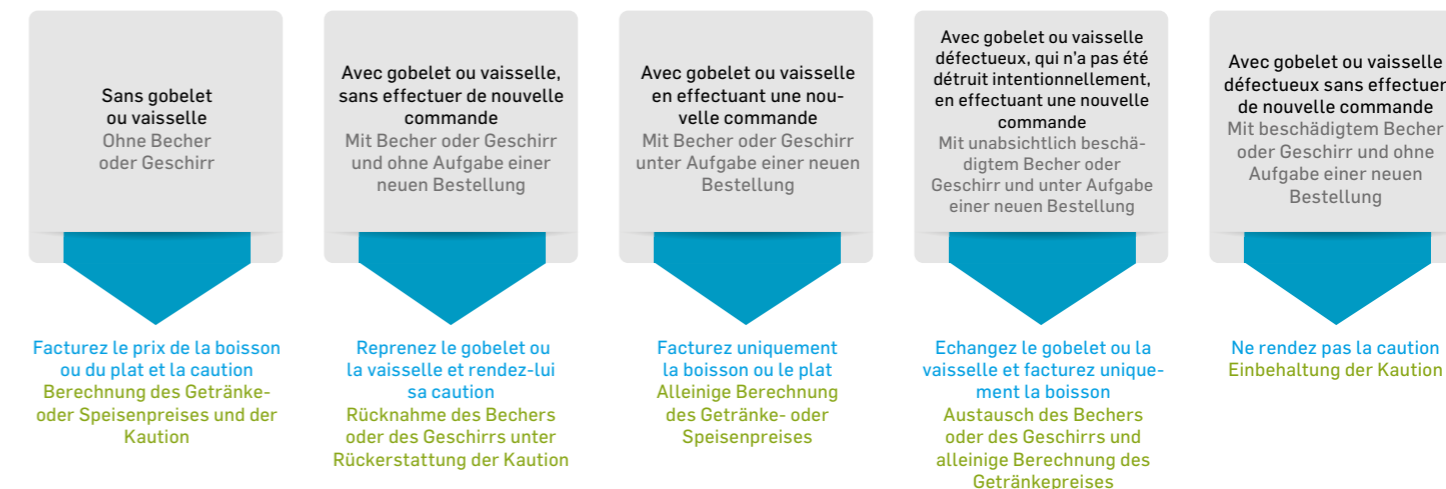 Sans gobelet
ou vaisselle
Ohne Becher
oder Geschirr
Avec gobelet ou vaisselle,
sans effectuer de nouvelle
commande
Mit Becher oder Geschirr
und ohne Aufgabe einer
neuen Bestellung
Avec gobelet ou vaisselle
en effectuant une nou-
velle commande
Mit Becher oder Geschirr
unter Aufgabe einer neuen
Bestellung
Avec gobelet ou vaisselle
défectueux, qui n'a pas été
détruit intentionnellement,
en effectuant une nouvelle
commande
Mit unabsichtlich beschä-
digtem Becher oder
Geschirr und unter Aufgabe
einer neuen Bestellung
Avec gobelet ou vaisselle
défectueux sans effectuer
de nouvelle commande
Mit beschädigtem Becher
oder Geschirr und ohne
Aufgabe einer neuen
Bestellung
Facturez le prix de la boisson
ou du plat et la caution
Berechnung des Getränke-
oder Speisenpreises und der
Kaution
Reprenez le gobelet ou
la vaisselle et rendez-lui
sa caution
Rücknahme des Bechers
oder des Geschirrs unter
Rückerstattung der Kaution
Facturez uniquement
la boisson ou le plat
Alleinige Berechnung
des Getränke- oder
Speisenpreises
Echangez le gobelet ou la
vaisselle et facturez unique-
ment la boisson
Austausch des Bechers
oder des Geschirrs und
alleinige Berechnung des
Getränkepreises
Ne rendez pas la caution
Einbehaltung der Kaution